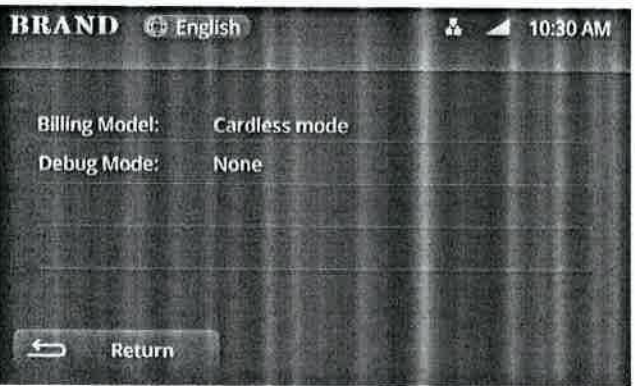 BRAND English 10:30 AM
Billing Model: Cardless mode
Debug Mode: None
Return